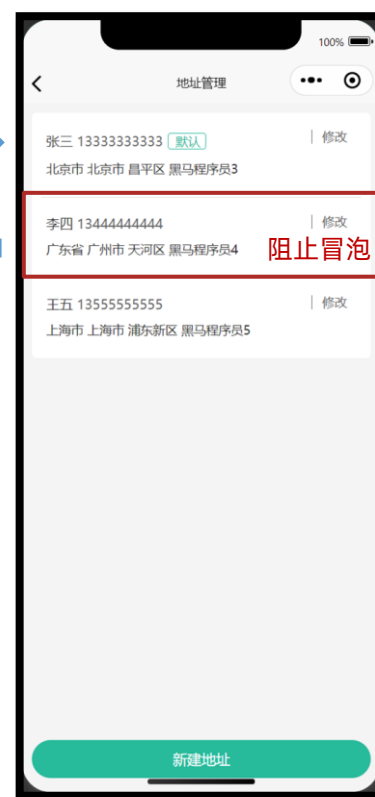 100%
地址管理
张三 13333333333 默认 修改
北京市 北京市 昌平区 黑马程序员3
李四 13444444444 修改
广东省 广州市 天河区 黑马程序员4 阻止冒泡
王五 13555555555 修改
上海市 上海市 浦东新区 黑马程序员5
新建地址